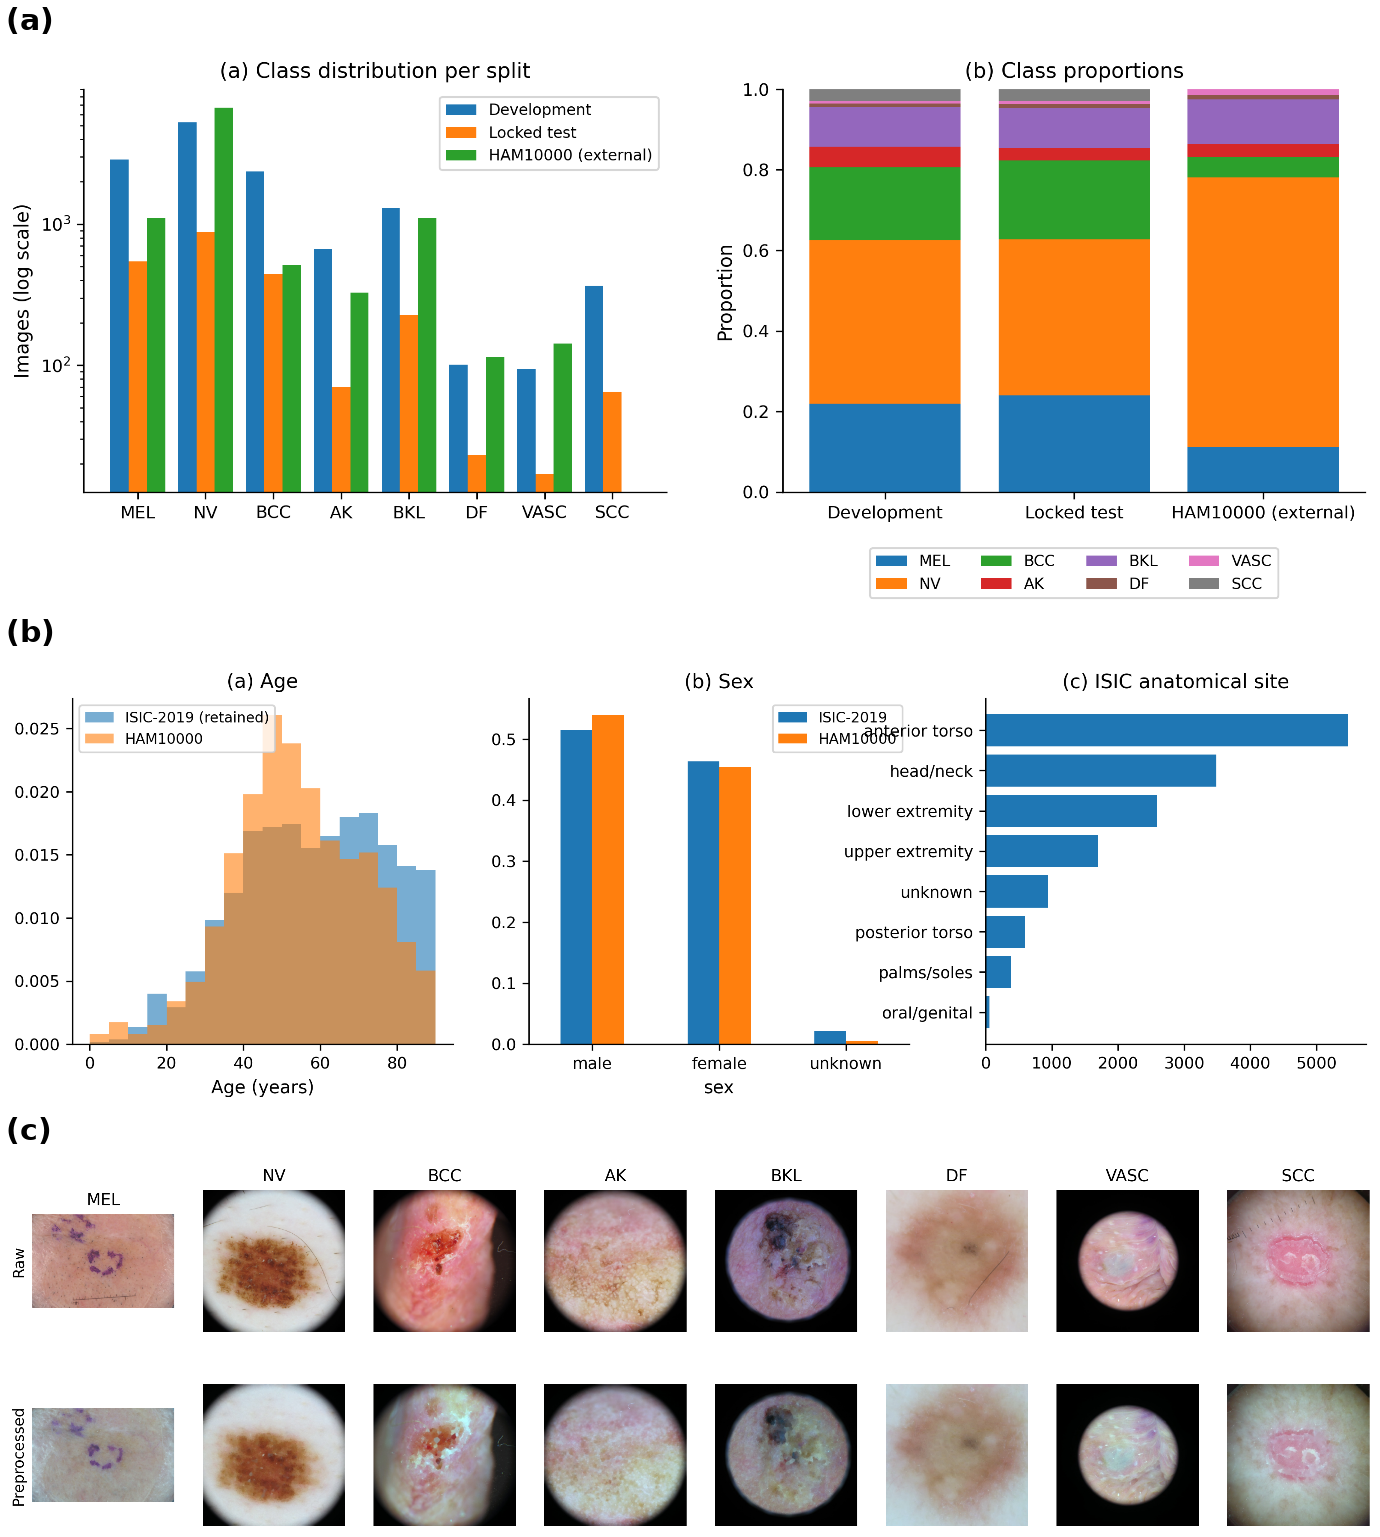 (a)
(a) Class distribution per split
Images (log scale)
10³
10²
Development
Locked test
HAM10000 (external)
MEL NV BCC AK BKL DF VASC SCC
(b) Class proportions
Proportion
1.0
0.8
0.6
0.4
0.2
0.0
Development Locked test HAM10000 (external)
MEL BCC BKL VASC
NV AK DF SCC
(b)
(a) Age
ISIC-2019 (retained)
HAM10000
0.025
0.020
0.015
0.010
0.005
0.000
0 20 40 60 80
Age (years)
(b) Sex
ISIC-2019
HAM10000
0.5
0.4
0.3
0.2
0.1
0.0
male female unknown
sex
(c) ISIC anatomical site
anterior torso
head/neck
lower extremity
upper extremity
unknown
posterior torso
palms/soles
oral/genital
0 1000 2000 3000 4000 5000
(c)
MEL NV BCC AK BKL DF VASC SCC
Raw
Preprocessed